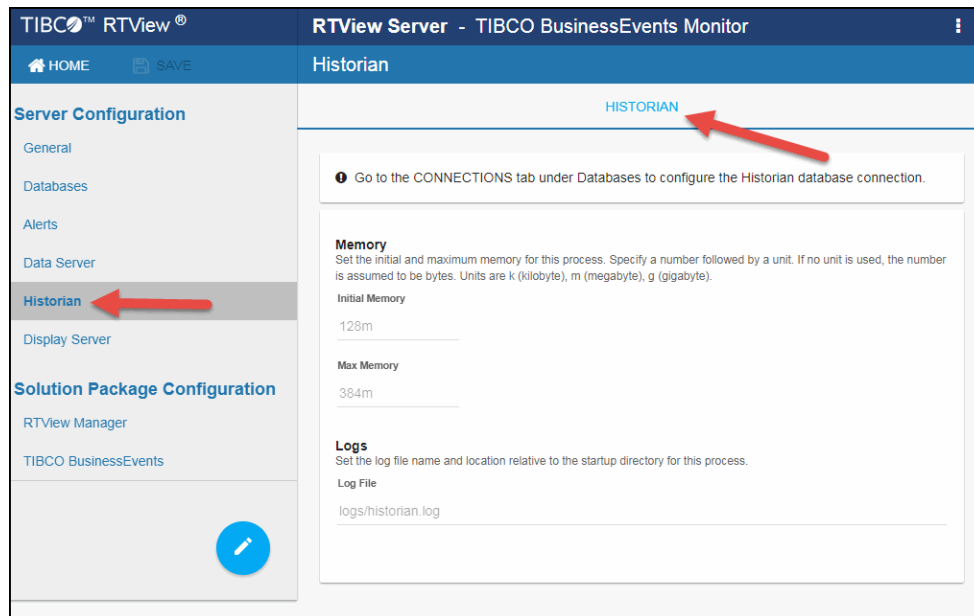 TIBCO™ RTView ®
RTView Server - TIBCO BusinessEvents Monitor
HOME
SAVE
Historian
Server Configuration
General
Databases
Alerts
Data Server
Historian
Display Server
Solution Package Configuration
RTView Manager
TIBCO BusinessEvents
HISTORIAN
Go to the CONNECTIONS tab under Databases to configure the Historian database connection.
Memory
Set the initial and maximum memory for this process. Specify a number followed by a unit. If no unit is used, the number
is assumed to be bytes. Units are k (kilobyte), m (megabyte), g (gigabyte).
Initial Memory
128m
Max Memory
384m
Logs
Set the log file name and location relative to the startup directory for this process.
Log File
logs/historian.log